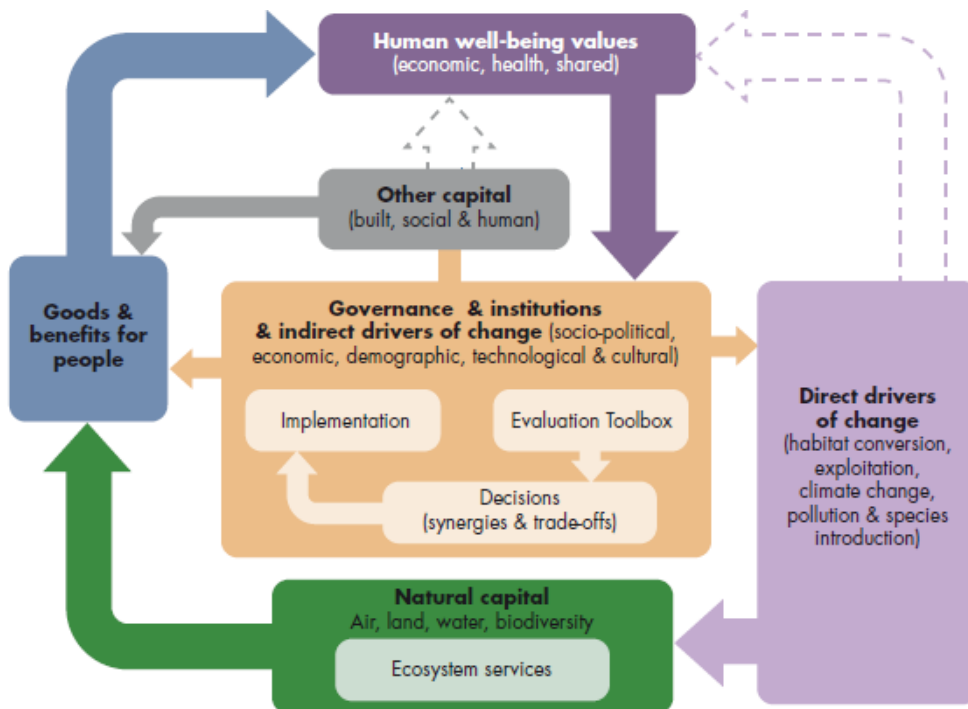 Human well-being values
(economic, health, shared)
Other capital
(built, social & human)
Goods &
benefits for
people
Governance & institutions
& indirect drivers of change (socio-political,
economic, demographic, technological & cultural)
Implementation
Evaluation Toolbox
Decisions
(synergies & trade-offs)
Direct drivers
of change
(habitat conversion,
exploitation,
climate change,
pollution & species
introduction)
Natural capital
Air, land, water, biodiversity
Ecosystem services